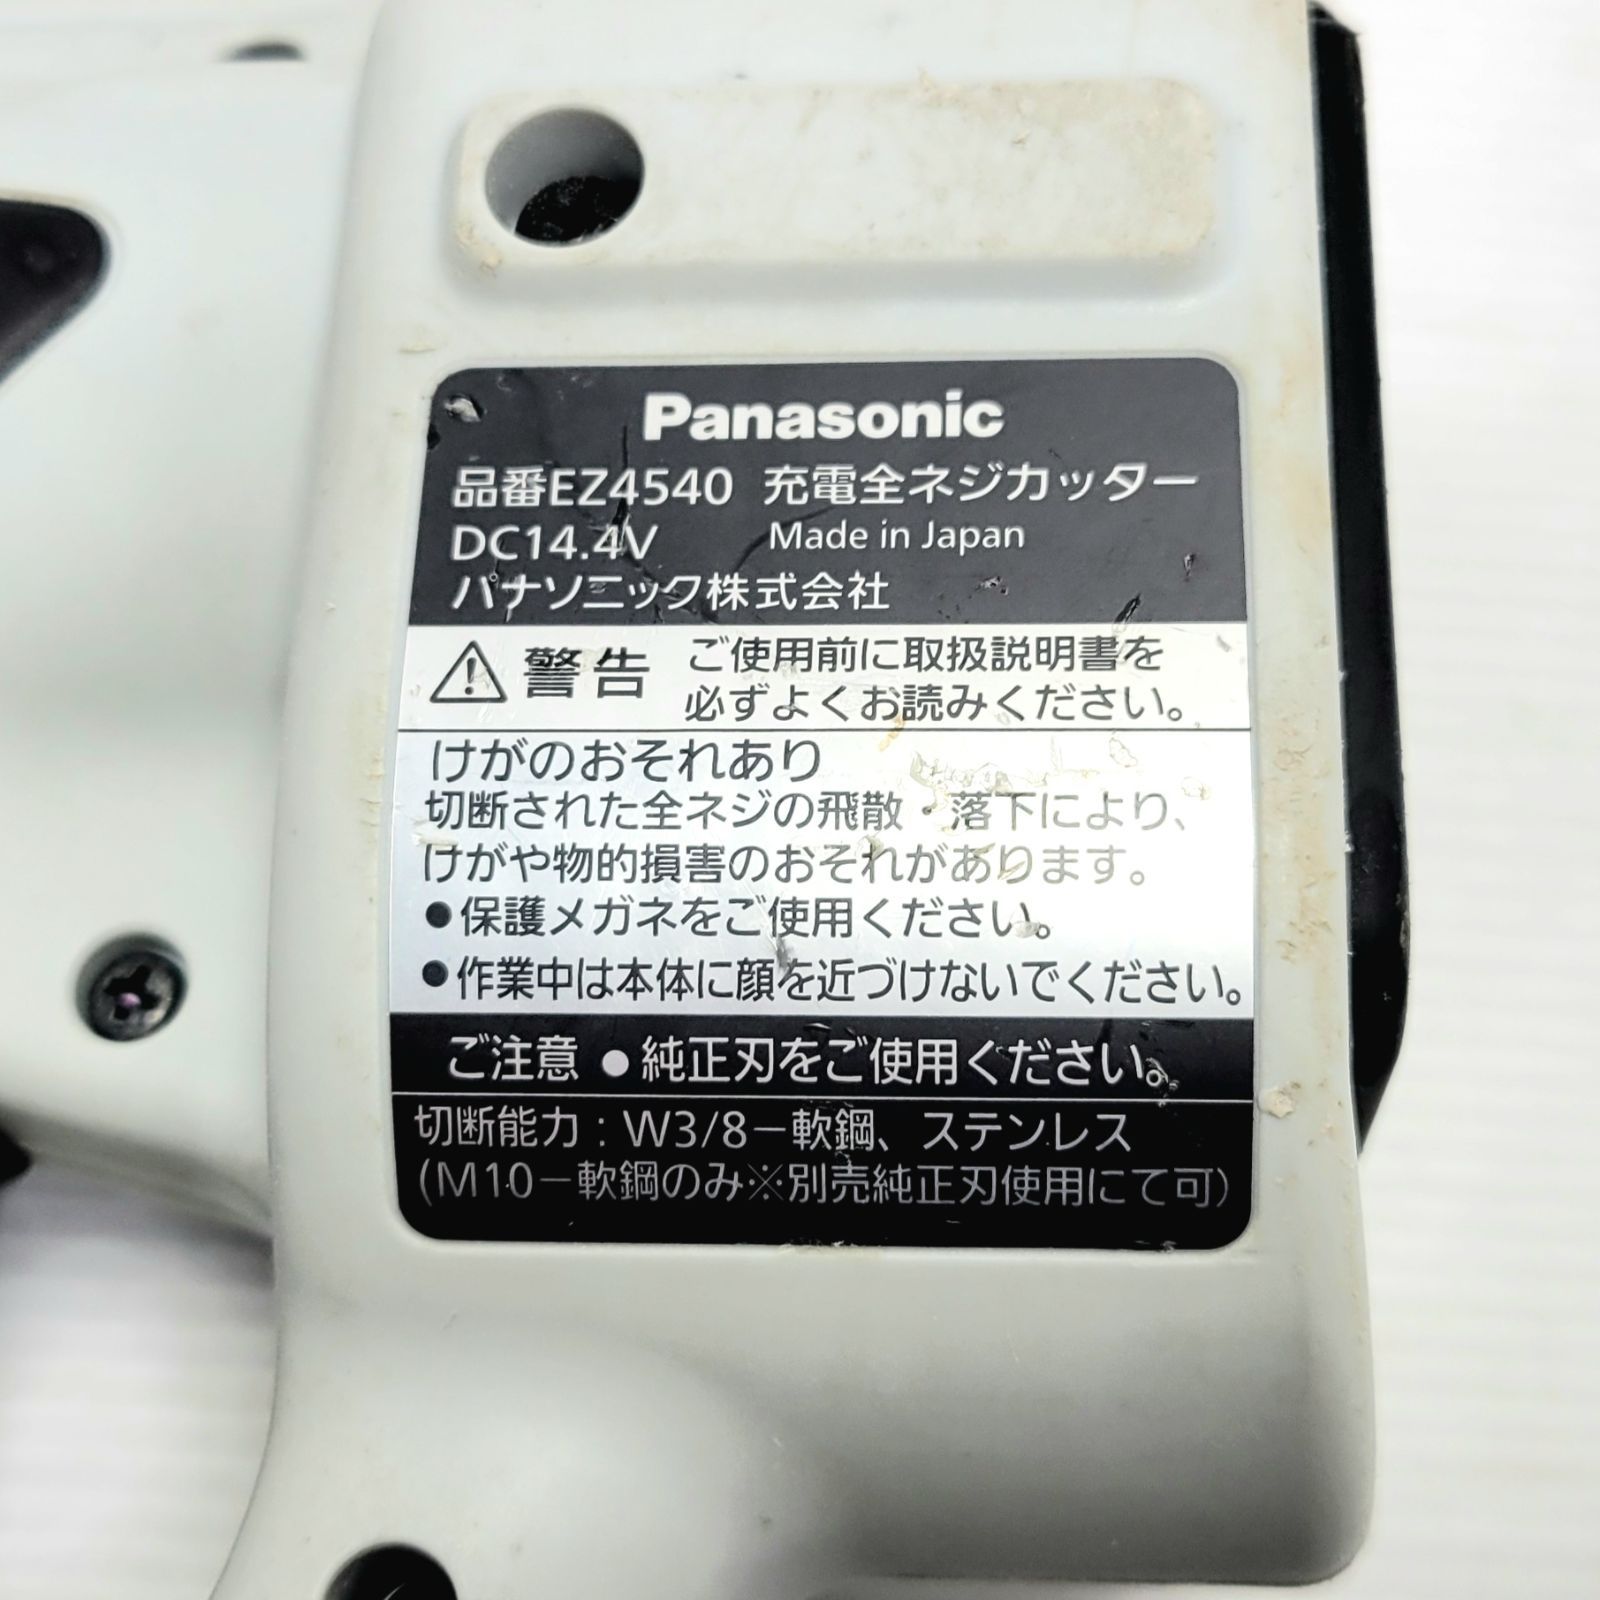 Panasonic
品番EZ4540 充電全ネジカッター
DC14.4V Made in Japan
パナソニック株式会社
警告 ご使用前に取扱説明書を
必ずよくお読みください。
けがのおそれあり
切断された全ネジの飛散・落下により、
けがや物的損害のおそれがあります。
●保護メガネをご使用ください。
●作業中は本体に顔を近づけないでください。
ご注意 ●純正刃をご使用ください。
切断能力：W3/8－軟鋼、ステンレス
(M10－軟鋼のみ※別売純正刃使用にて可)